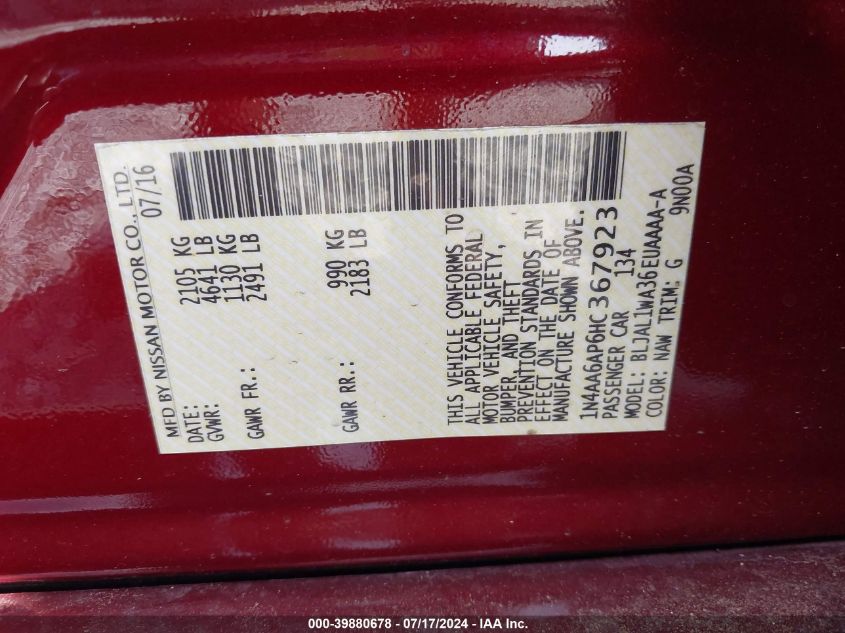 MFD BY NISSAN MOTOR CO., LTD.
DATE: 07/16
GVWR: 2105 KG
4641 LB
GAWR FR.: 1130 KG
2491 LB
GAWR RR.: 990 KG
2183 LB
THIS VEHICLE CONFORMS TO
ALL APPLICABLE FEDERAL
MOTOR VEHICLE SAFETY,
BUMPER, AND THEFT
PREVENTION STANDARDS IN
EFFECT ON THE DATE OF
MANUFACTURE SHOWN ABOVE.
1N4AA6AP6HC367923
PASSENGER CAR 134
MODEL: BLJAL1WA36EUAAAA-A
COLOR: NAW TRIM: G 9N00A
000-39880678 - 07/17/2024 - IAA Inc.